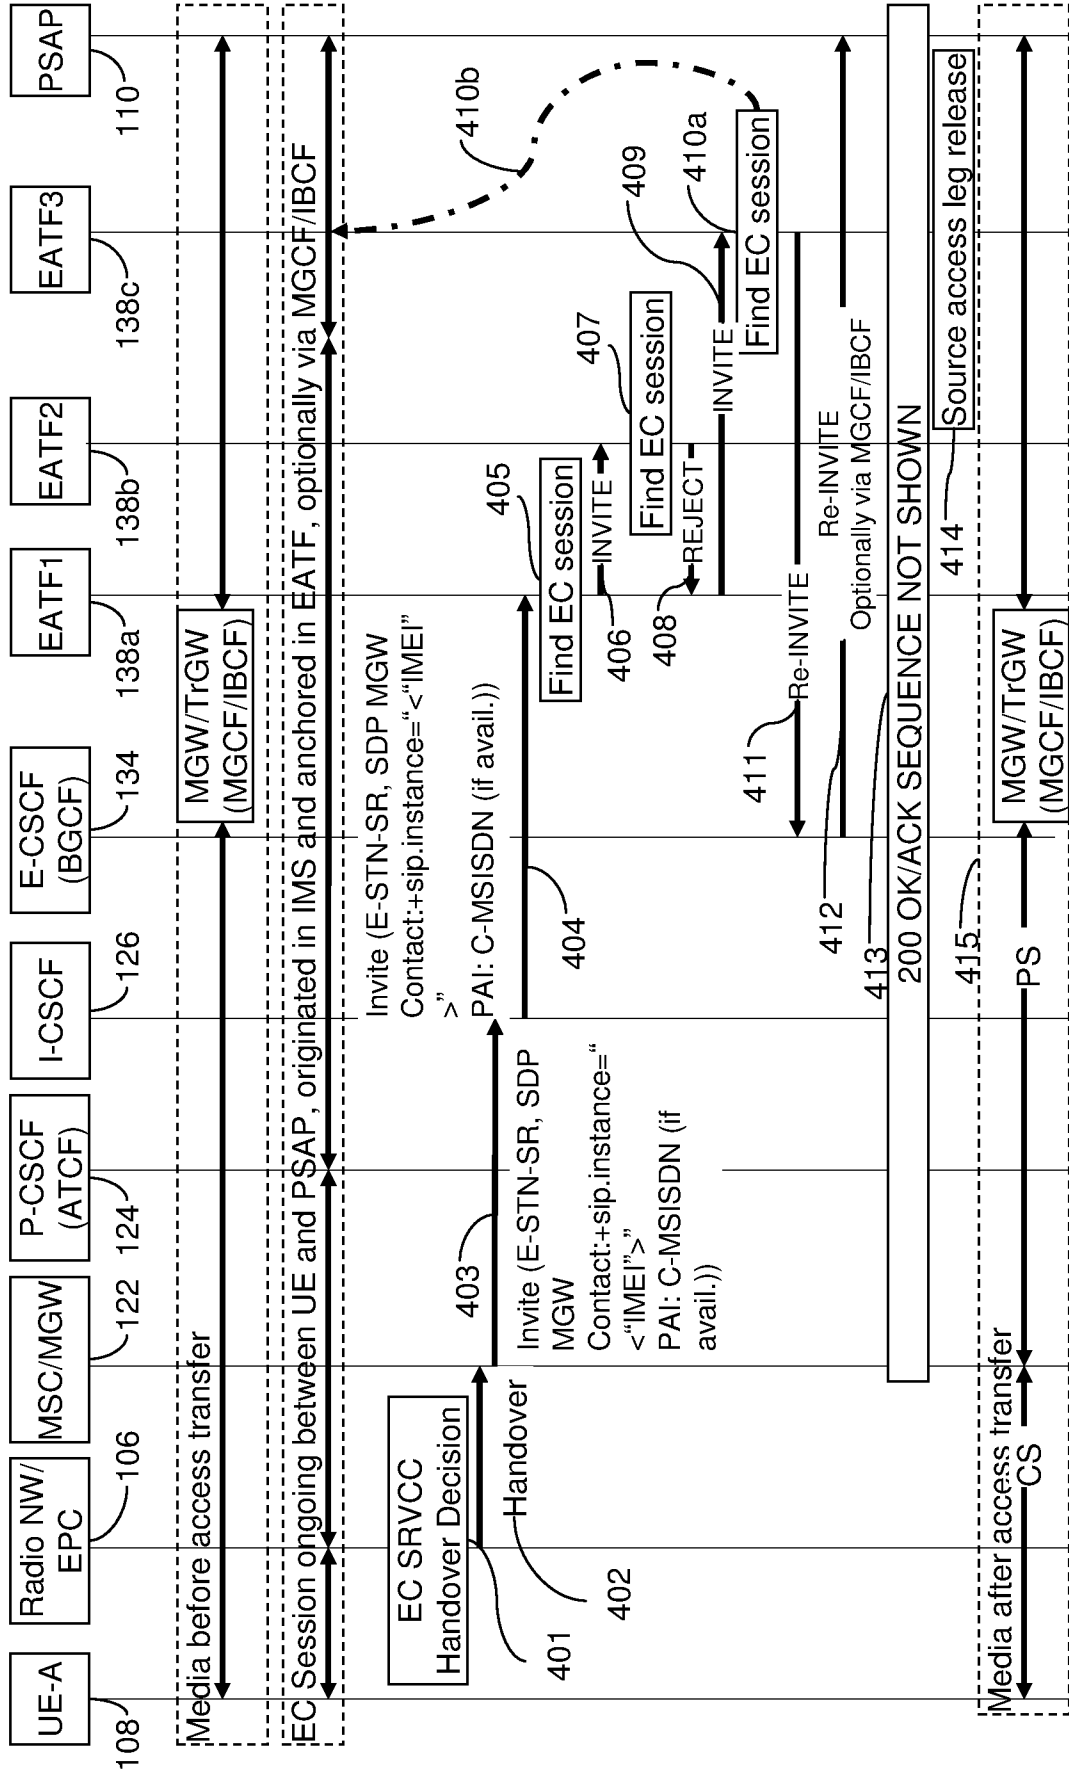 UE-A
Radio NW/
EPC
MSC/MGW
P-CSCF
(ATCF)
I-CSCF
E-CSCF
(BGCF)
EATF1
EATF2
EATF3
PSAP
108
106
122
124
126
134
138a
138b
138c
110
Media before access transfer
MGW/TrGW
(MGCF/IBCF)
EC Session ongoing between UE and PSAP, originated in IMS and anchored in EATF, optionally via MGCF/IBCF
EC SRVCC
Handover Decision
401
Handover
402
403
Invite (E-STN-SR, SDP
MGW
Contact:+sip.instance=“
<“IMEI”>”
PAI: C-MSISDN (if
avail.))
Invite (E-STN-SR, SDP MGW
Contact:+sip.instance=“<“IMEI”
>”
PAI: C-MSISDN (if avail.))
404
405
Find EC session
INVITE
406
407
Find EC session
REJECT
408
INVITE
409
410a
Find EC session
410b
Re-INVITE
411
Re-INVITE
Optionally via MGCF/IBCF
412
413
200 OK/ACK SEQUENCE NOT SHOWN
Source access leg release
414
415
Media after access transfer
CS
PS
MGW/TrGW
(MGCF/IBCF)